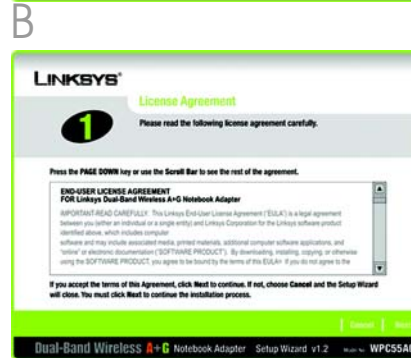 B
LINKSYS®
License Agreement
1
Please read the following license agreement carefully.
Press the PAGE DOWN key or use the Scroll Bar to see the rest of the agreement.
END-USER LICENSE AGREEMENT
FOR Linksys Dual-Band Wireless A+G Notebook Adapter
IMPORTANT-READ CAREFULLY: This Linksys End-User License Agreement ("EULA") is a legal agreement
between you (either an individual or a single entity) and Linksys Corporation for the Linksys software product
identified above, which includes computer
software and may include associated media, printed materials, additional computer software applications, and
"online" or electronic documentation ("SOFTWARE PRODUCT"). By downloading, installing, copying, or otherwise
using the SOFTWARE PRODUCT, you agree to be bound by the terms of this EULA+ If you do not agree to the
If you accept the terms of this Agreement, click Next to continue. If not, choose Cancel and the Setup Wizard
will close. You must click Next to continue the installation process.
Cancel
Dual-Band Wireless A+G Notebook Adapter Setup Wizard v1.2 WPC55A